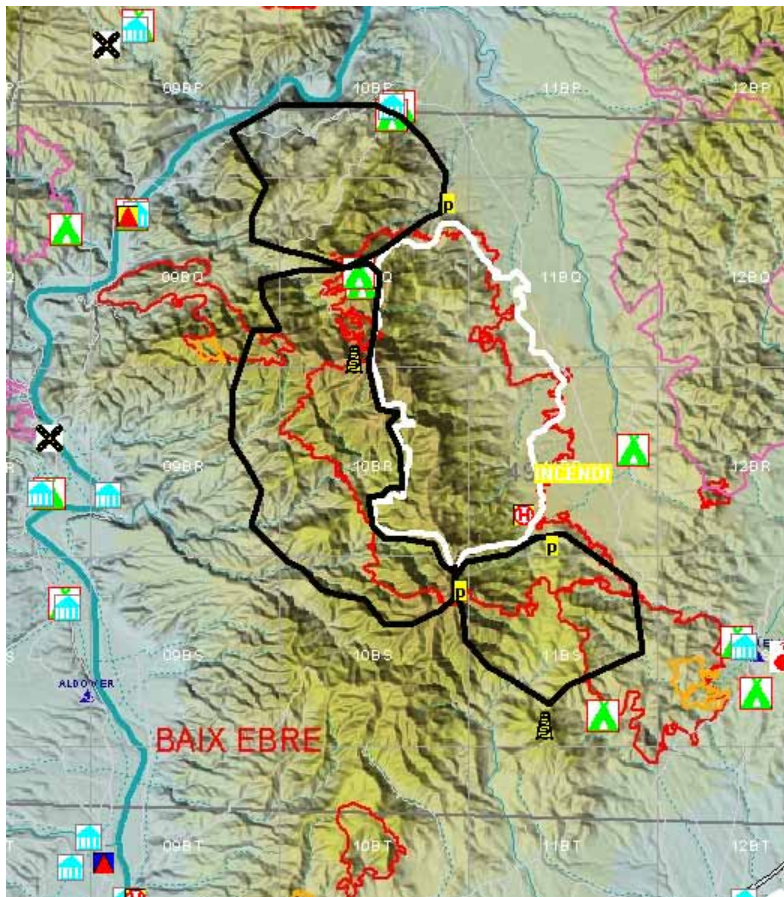 09BP
10BP
11BP
12BP
p
09BQ
Q
11BQ
12BQ
09BR
10BR
12BR
INCENDI
H
p
p
09BS
10BS
11BS
ALDOVER
BAIX EBRE
09BT
10BT
11BT
12BT